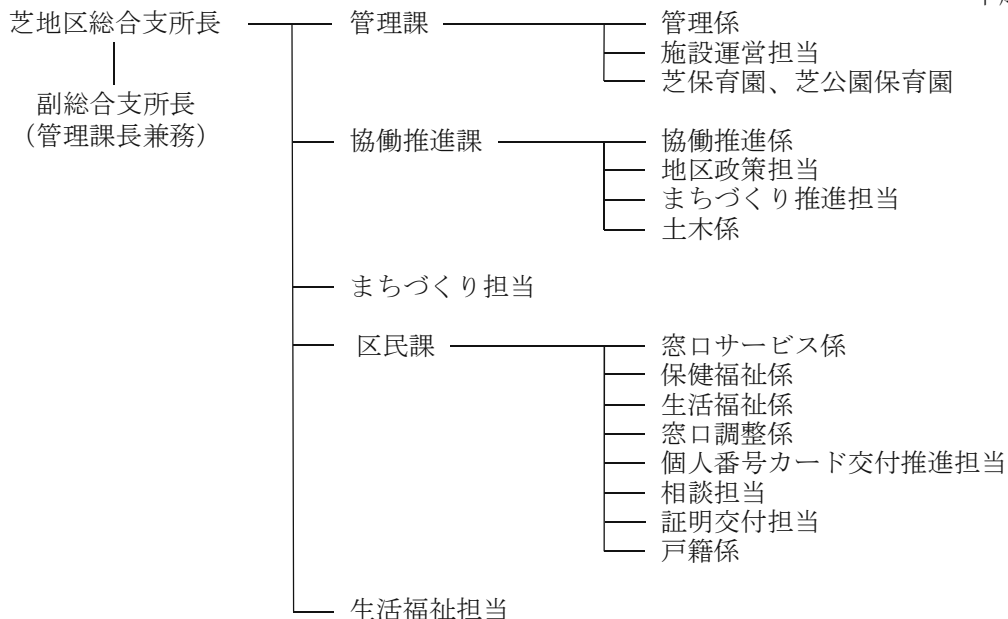 芝地区総合支所長
副総合支所長
（管理課長兼務）
管理課
管理係
施設運営担当
芝保育園、芝公園保育園
協働推進課
協働推進係
地区政策担当
まちづくり推進担当
土木係
まちづくり担当
区民課
窓口サービス係
保健福祉係
生活福祉係
窓口調整係
個人番号カード交付推進担当
相談担当
証明交付担当
戸籍係
生活福祉担当